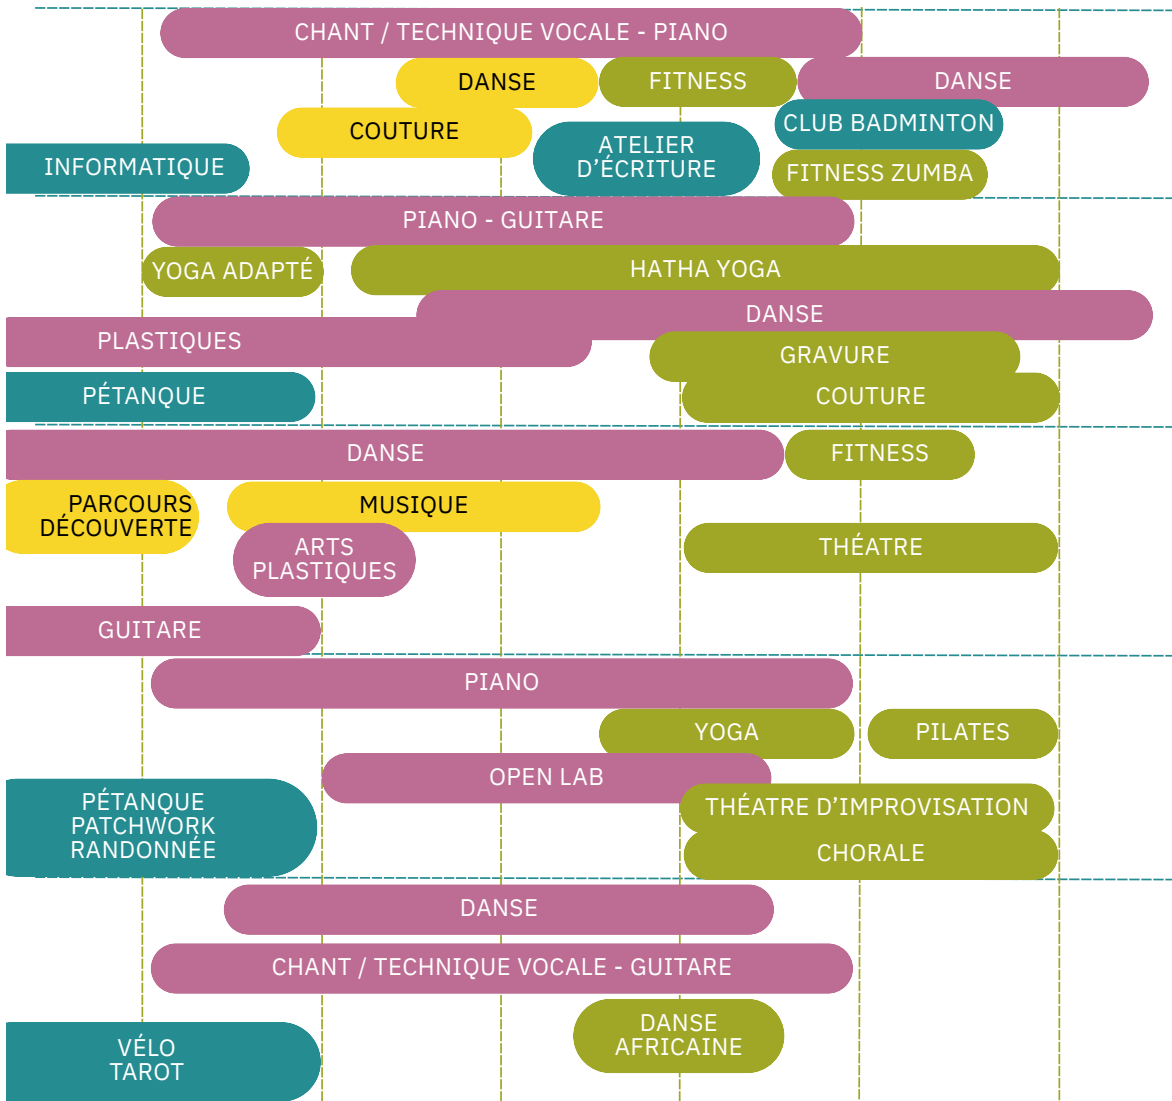 CHANT / TECHNIQUE VOCALE - PIANO
DANSE
FITNESS
DANSE
COUTURE
CLUB BADMINTON
ATELIER
D'ÉCRITURE
INFORMATIQUE
FITNESS ZUMBA
PIANO - GUITARE
YOGA ADAPTÉ
HATHA YOGA
DANSE
PLASTIQUES
GRAVURE
PÉTANQUE
COUTURE
DANSE
FITNESS
PARCOURS
DÉCOUVERTE
MUSIQUE
ARTS
PLASTIQUES
THÉATRE
GUITARE
PIANO
YOGA
PILATES
OPEN LAB
PÉTANQUE
PATCHWORK
RANDONNÉE
THÉATRE D'IMPROVISATION
CHORALE
DANSE
CHANT / TECHNIQUE VOCALE - GUITARE
DANSE
AFRICAINE
VÉLO
TAROT